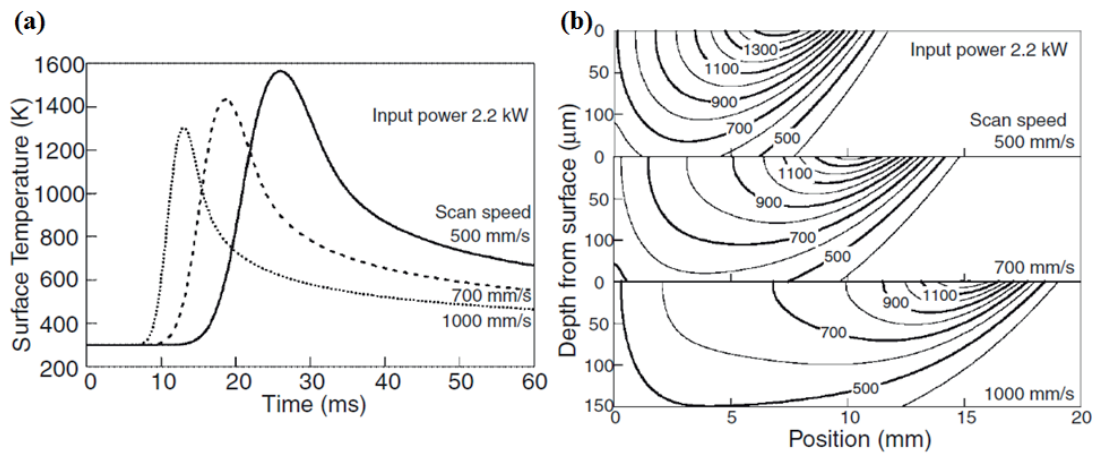 (a)
1600
1400
1200
1000
800
600
400
200
Surface Temperature (K)
Input power 2.2 kW
Scan speed
500 mm/s
700 mm/s
1000 mm/s
0 10 20 30 40 50 60
Time (ms)
(b)
Depth from surface (μm)
0
50
100
Input power 2.2 kW
1300
1100
900
700
500
Scan speed
500 mm/s
0
50
100
1100
900
700
500
700 mm/s
0
50
100
150
900
1100
700
500
1000 mm/s
0 5 10 15 20
Position (mm)